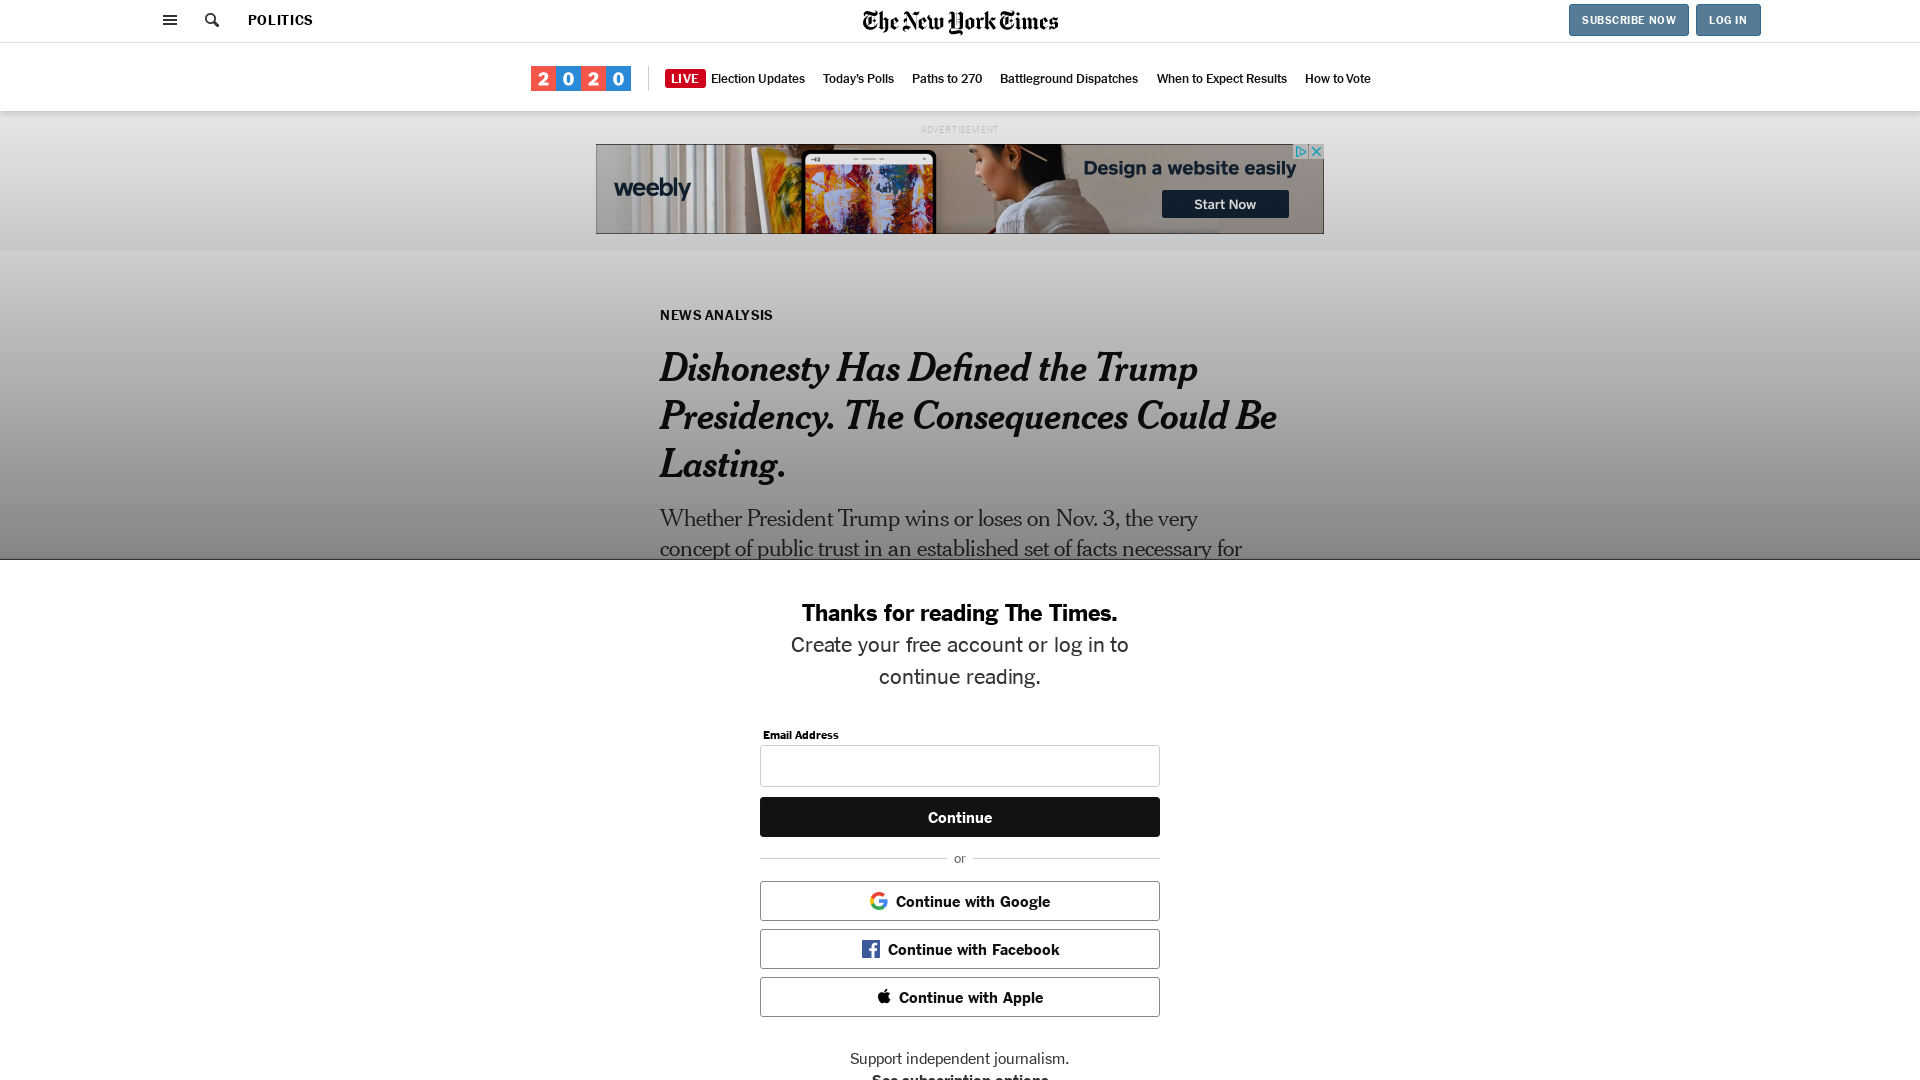 POLITICS
The New York Times
SUBSCRIBE NOW
LOG IN
2020
LIVE Election Updates
Today's Polls
Paths to 270
Battleground Dispatches
When to Expect Results
How to Vote
ADVERTISEMENT
weebly
Design a website easily
Start Now
NEWS ANALYSIS
Dishonesty Has Defined the Trump
Presidency. The Consequences Could Be
Lasting.
Whether President Trump wins or loses on Nov. 3, the very
concept of public trust in an established set of facts necessary for
Thanks for reading The Times.
Create your free account or log in to
continue reading.
Email Address
Continue
or
Continue with Google
Continue with Facebook
Continue with Apple
Support independent journalism.
See subscription options